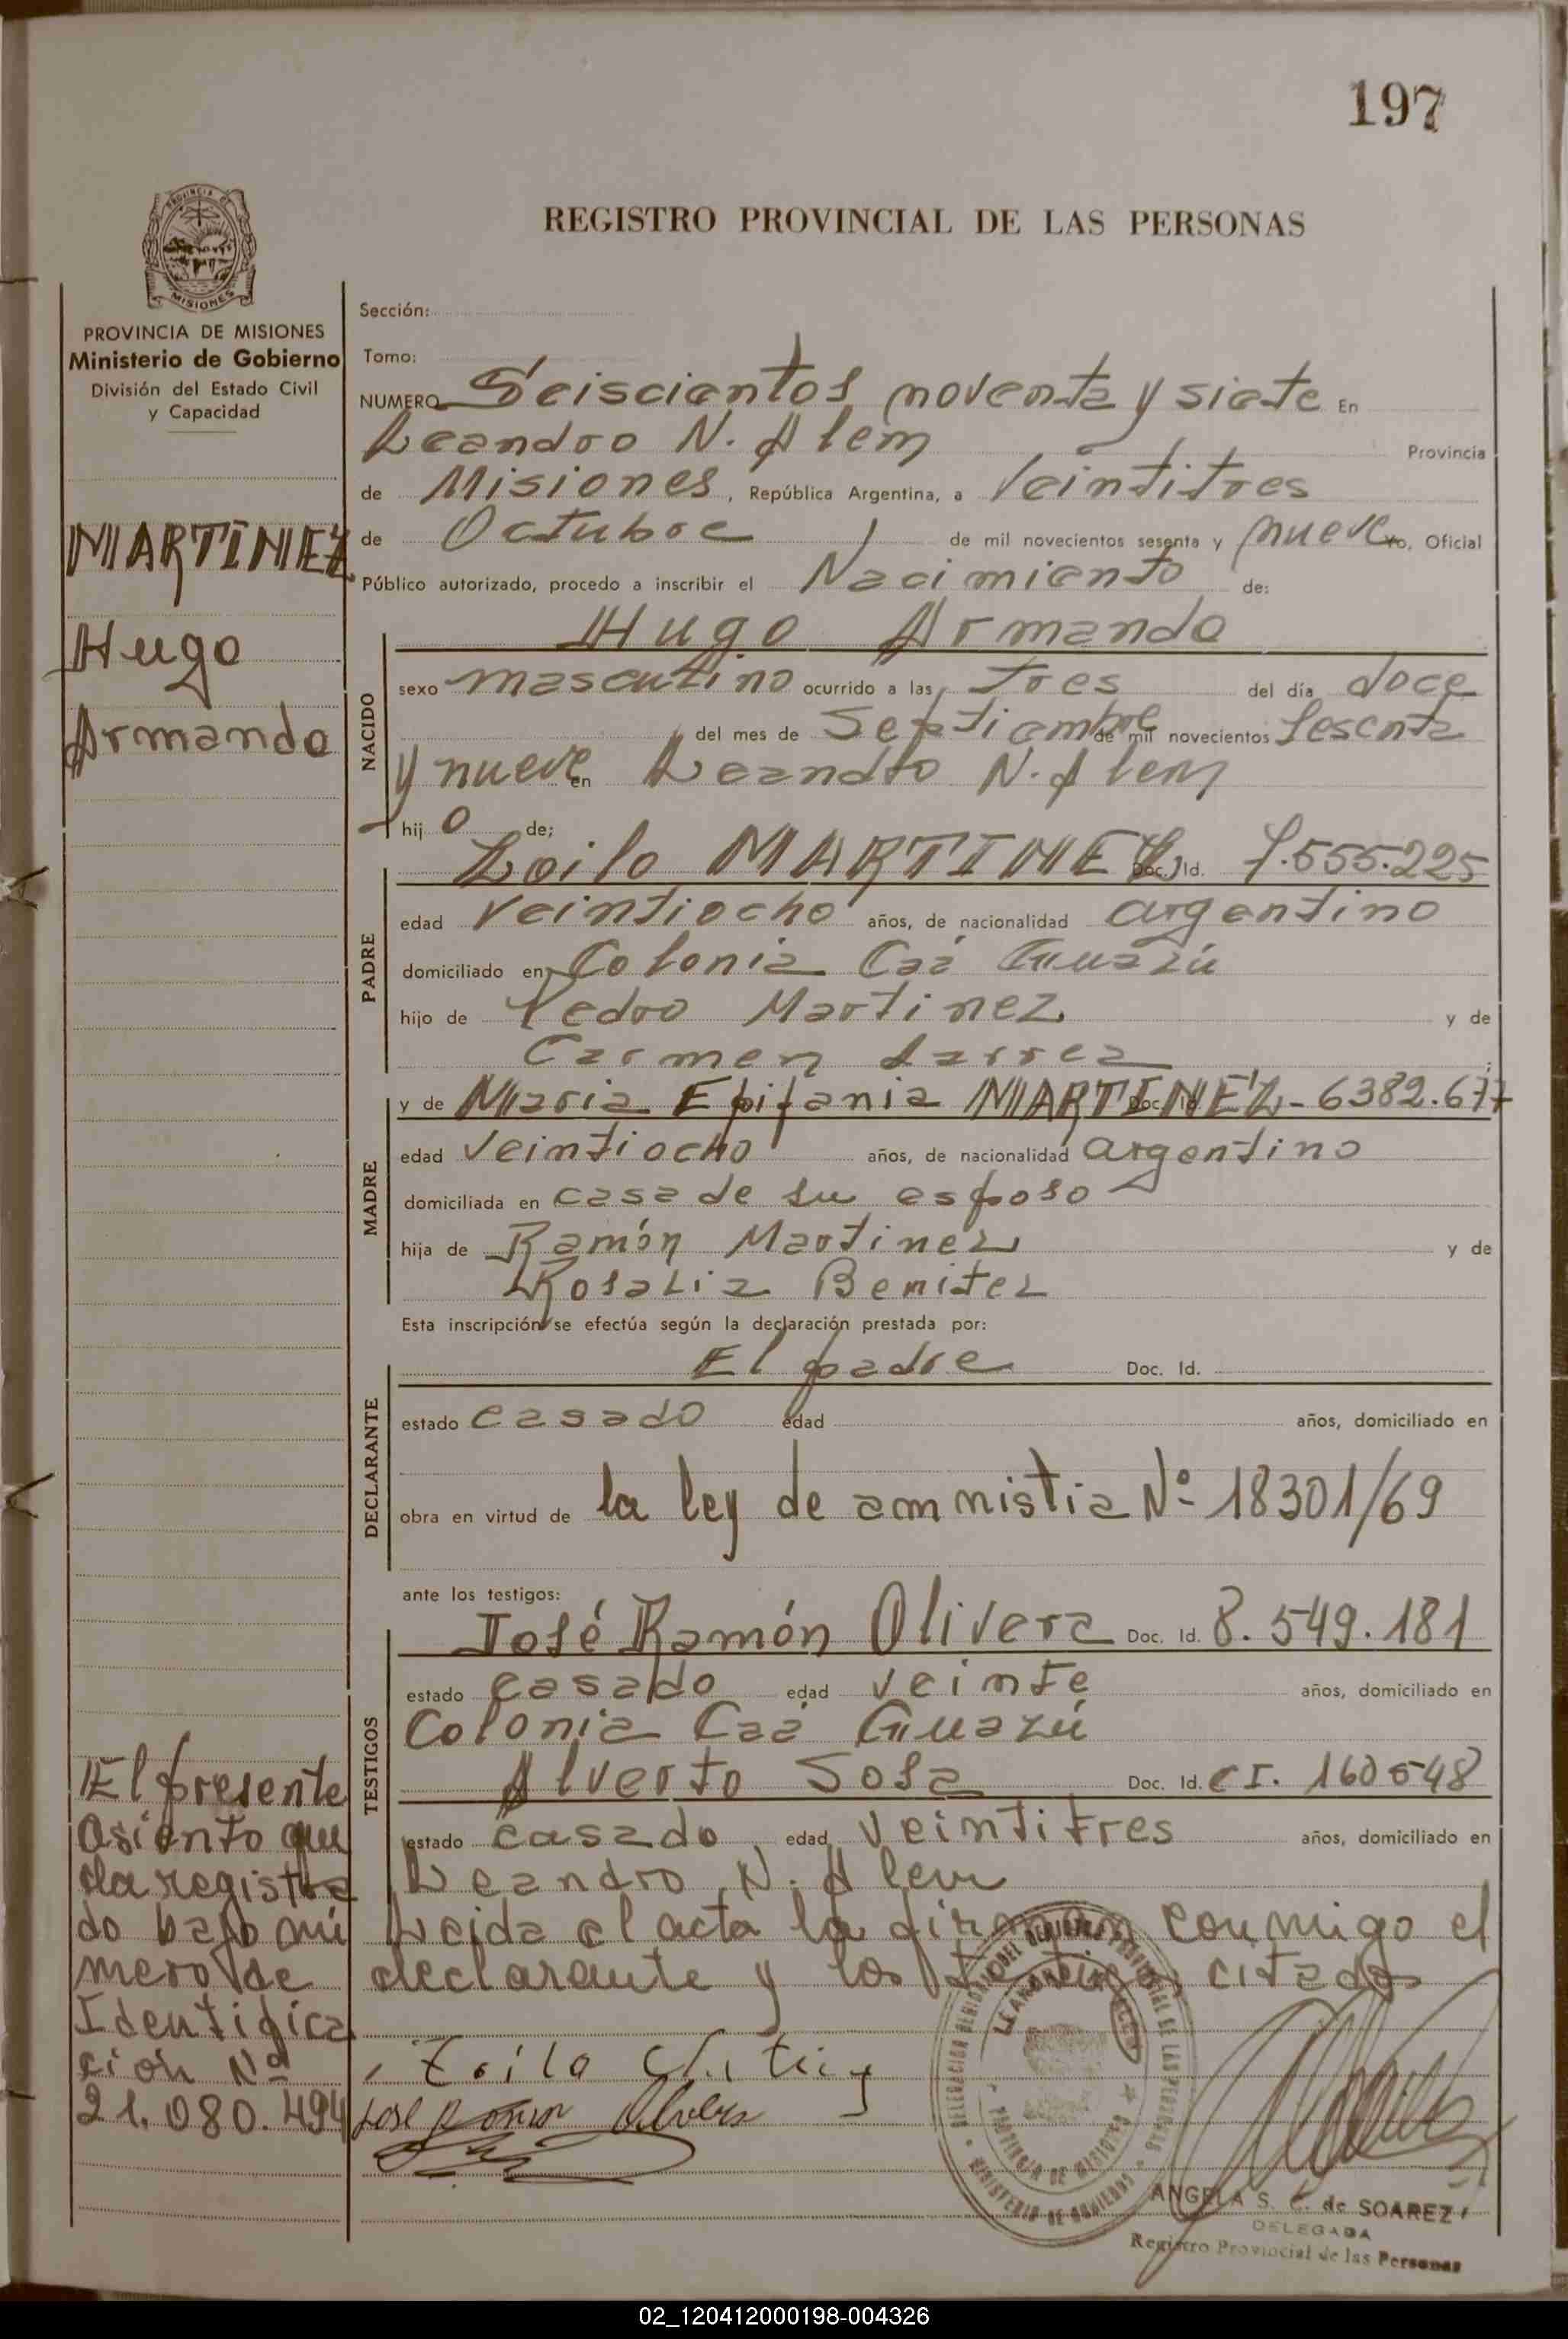 197
REGISTRO PROVINCIAL DE LAS PERSONAS
PROVINCIA DE MISIONES
Ministerio de Gobierno
División del Estado Civil
y Capacidad
MARTINEZ
Hugo
Armando
Sección:
Tomo:
NUMERO Seiscientos noventa y siete En
Leandro N. Alem Provincia
de Misiones, República Argentina, a Veintitres
de Octubre de mil novecientos sesenta y nueve yo, Oficial
Público autorizado, procedo a inscribir el Nacimiento de:
NACIDO
Hugo Armando
sexo masculino ocurrido a las tres del día doce
del mes de Septiembre de mil novecientos sesenta
y nueve en Leandro N. Alem
hijo de;
PADRE
Zoilo MARTINEZ Doc. Id. 7.555.225
edad veintiocho años, de nacionalidad argentino
domiciliado en Colonia Caá Guazú
hijo de Pedro Martinez y de
Carmen Larrea
MADRE
y de Maria Epifania MARTINEZ - 6382.677
edad veintiocho años, de nacionalidad argentino
domiciliada en casa de su esposo
hija de Ramón Martinez y de
Rosalia Benitez
Esta inscripción se efectúa según la declaración prestada por:
DECLARANTE
El padre Doc. Id.
estado casado edad años, domiciliado en
obra en virtud de la ley de amnistia Nº 18301/69
ante los testigos:
TESTIGOS
José Ramón Olivera Doc. Id. 8.549.181
estado casado edad veinte años, domiciliado en
Colonia Caá Guazú
Alverto Sosa Doc. Id. CI. 160548
estado casado edad veintitres años, domiciliado en
Leandro N. Alem
Leida el acta la firman conmigo el
declarante y los testigos citados
El presente
asiento que
da registra
do bajo nú
mero de
Identifica
ción Nº
21.080.494
Zoilo
José Ramon Olivera
ANGELA S. C. de SOAREZ
DELEGADA
Registro Provincial de las Personas
02_120412000198-004326